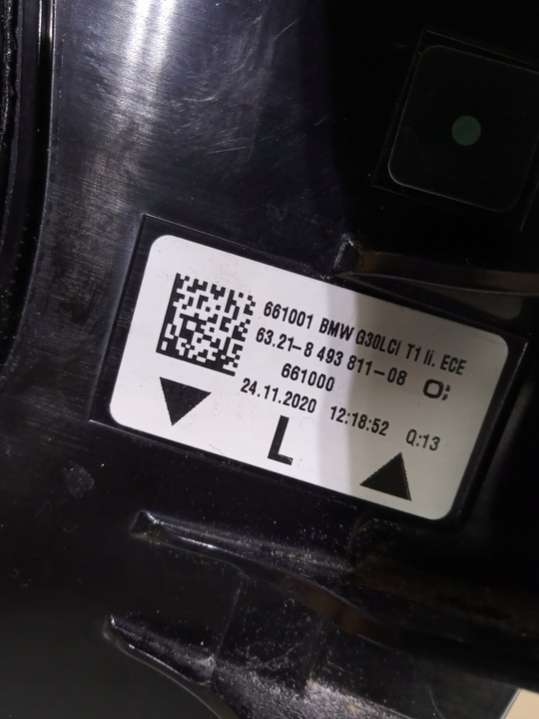 661001 BMW G30LCI T1 li. ECE
63.21-8 493 811-08
661000
24.11.2020 12:18:52 Q:13
L